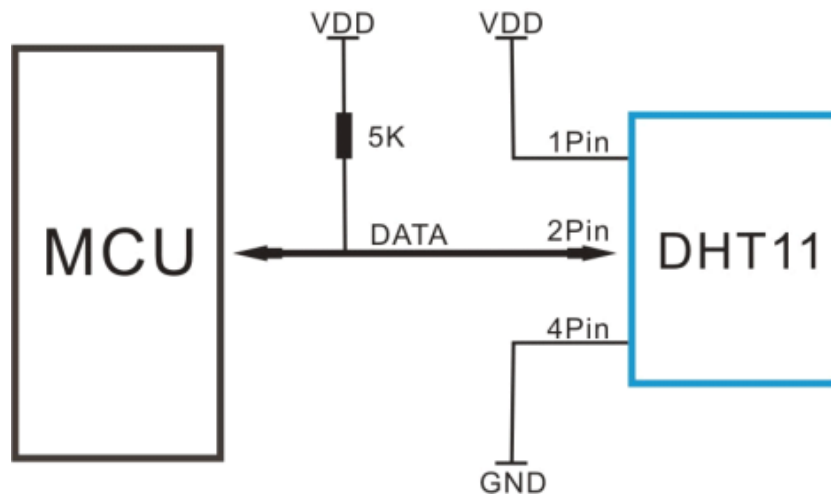 VDD
VDD
5K
1Pin
MCU
DATA
2Pin
DHT11
4Pin
GND